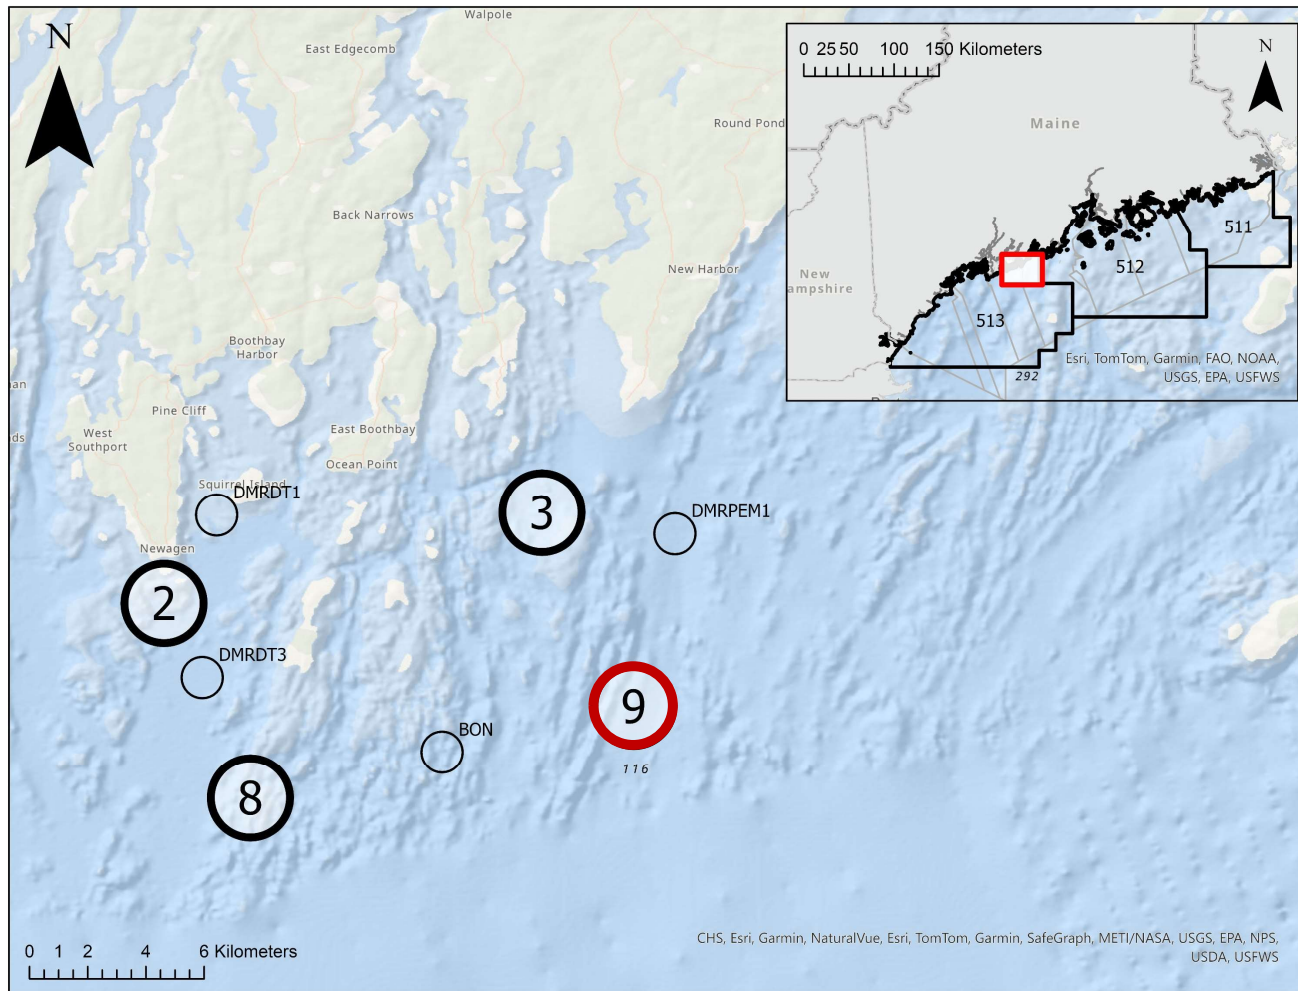 Walpole
N
East Edgecomb
0 25 50 100 150 Kilometers
N
Maine
Round Pond
Back Narrows
511
New Harbor
512
New
ampshire
513
Boothbay
Harbor
Esri, TomTom, Garmin, FAO, NOAA,
USGS, EPA, USFWS
292
Pine Cliff
West
Southport
East Boothbay
Ocean Point
Squirrel Island
DMRDT1
3
DMRPEM1
Newagen
2
DMRDT3
9
BON
116
8
CHS, Esri, Garmin, NaturalVue, Esri, TomTom, Garmin, SafeGraph, METI/NASA, USGS, EPA, NPS,
USDA, USFWS
0 1 2 4 6 Kilometers